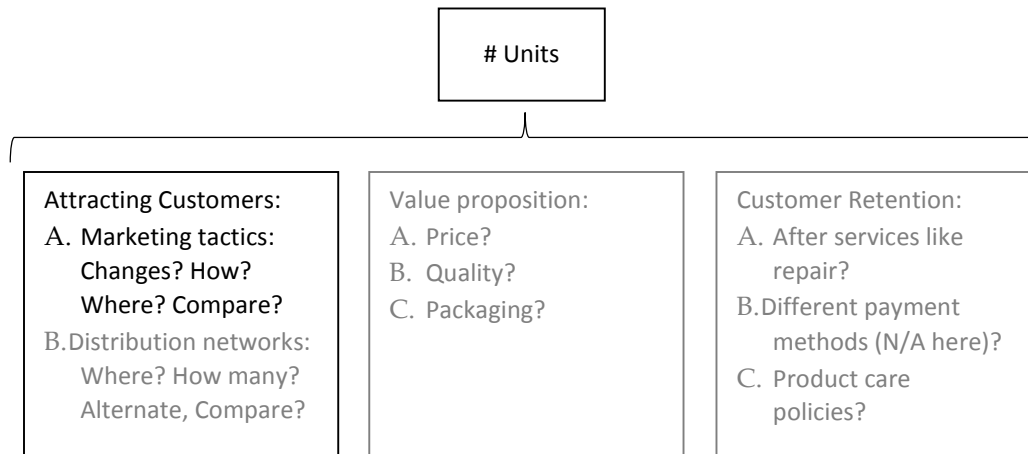 # Units
Attracting Customers:
A. Marketing tactics:
Changes? How?
Where? Compare?
B.Distribution networks:
Where? How many?
Alternate, Compare?
Value proposition:
A. Price?
B. Quality?
C. Packaging?
Customer Retention:
A. After services like
repair?
B.Different payment
methods (N/A here)?
C. Product care
policies?